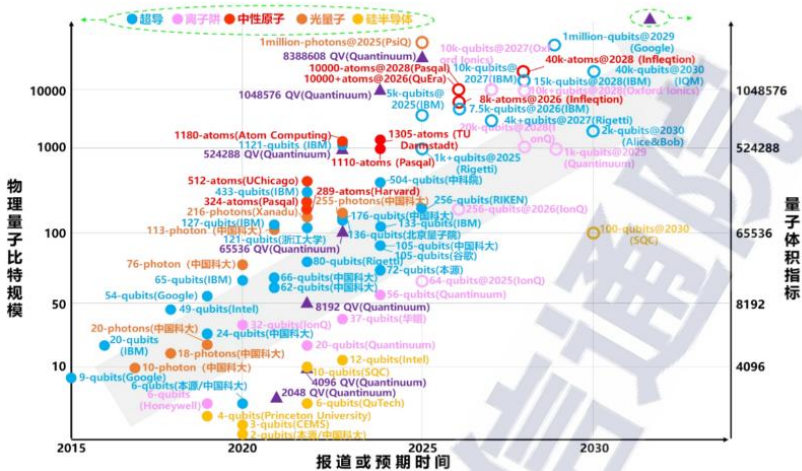 超导 离子阱 中性原子 光量子 硅半导体
1million-photons@2025(PsiQ)
8388608 QV(Quantinuum)
10k-qubits@2027(Oxford Ionics)
1million-qubits@2029
(Google)
10000-atoms@2028(Pasqal)
10000+atoms@2026(QuEra)
10k-qubits
@2027(IBM)
40k-atoms@2028 (Infleqtion)
40k-qubits@2030
(IQM)
15k-qubits@2028(IBM)
10k+qubits@2028(Oxford Ionics)
1048576 QV(Quantinuum)
5k-qubits@
2025(IBM)
8k-atoms@2026 (Infleqtion)
7.5k-qubits@2026(IBM)
4k+qubits@2027(Rigetti)
20k-qubits@2028(IonQ)
2k-qubits@2030
(Alice&Bob)
1180-atoms(Atom Computing)
1121-qubits (IBM)
524288 QV(Quantinuum)
1305-atoms (TU
Darmstadt)
1110-atoms (Pasqal)
1k+qubits@2025
(Rigetti)
1k-qubits@2029
(Quantinuum)
512-atoms(UChicago)
433-qubits(IBM)
324-atoms(Pasqal)
216-photons(Xanadu)
504-qubits(中科院)
289-atoms(Harvard)
255-photons(中国科大)
256-qubits(RIKEN)
256-qubits@2026(IonQ)
176-qubits(中国科大)
133-qubits(IBM)
127-qubits(IBM)
113-photon (中国科大)
121-qubits(浙江大学)
136-qubits(北京量子院)
65536 QV(Quantinuum)
105-qubits(中国科大)
105-qubits(谷歌)
100-qubits@2030
(SQC)
80-qubits(Rigetti)
72-qubits(本源)
76-photon (中国科大)
65-qubits(IBM)
66-qubits(中国科大)
62-qubits(中国科大)
64-qubits@2025(IonQ)
56-qubits(Quantinuum)
54-qubits(Google)
49-qubits(Intel)
8192 QV(Quantinuum)
37-qubits(华翊)
32-qubits(IonQ)
20-photons(中国科大)
24-qubits(中国科大)
20-qubits
(IBM)
18-photons(中国科大)
20-qubits(Quantinuum)
12-qubits(Intel)
10-photon (中国科大)
10-qubits(SQC)
4096 QV(Quantinuum)
9-qubits(Google)
6-qubits(本源/中国科大)
2048 QV(Quantinuum)
6-qubits
(Honeywell)
6-qubits(QuTech)
4-qubits(Princeton University)
3-qubits(CEMS)
2-qubits(本源/中国科大)
物理量子比特规模
10000
1000
100
50
10
量子体积指标
1048576
524288
65536
8192
4096
2015 2020 2025 2030
报道或预期时间
信通院